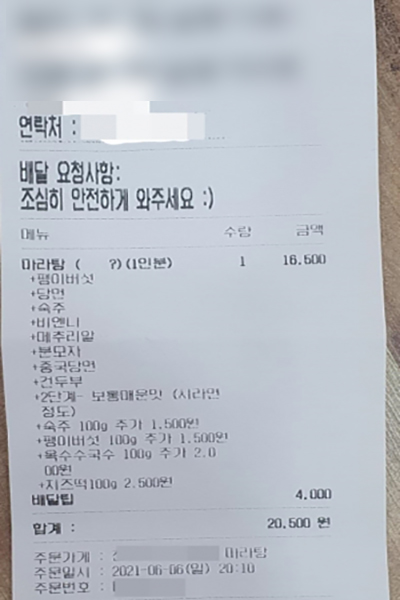 연락처 :
배달 요청사항:
조심히 안전하게 와주세요 :)
메뉴 수량 금액
마라탕 ( ?)(1인분) 1 16,500
+팽이버섯
+당면
+숙주
+비엔나
+메추리알
+분모자
+중국당면
+건두부
+2단계- 보통매운맛 (신라면
정도)
+숙주 100g 추가 1,500원
+팽이버섯 100g 추가 1,500원
+옥수수국수 100g 추가 2,0
00원
+치즈떡100g 2,500원
배달팁 4,000
합계 : 20,500 원
주문가게 : 마라탕
주문일시 : 2021-06-06(일) 20:10
주문번호 :